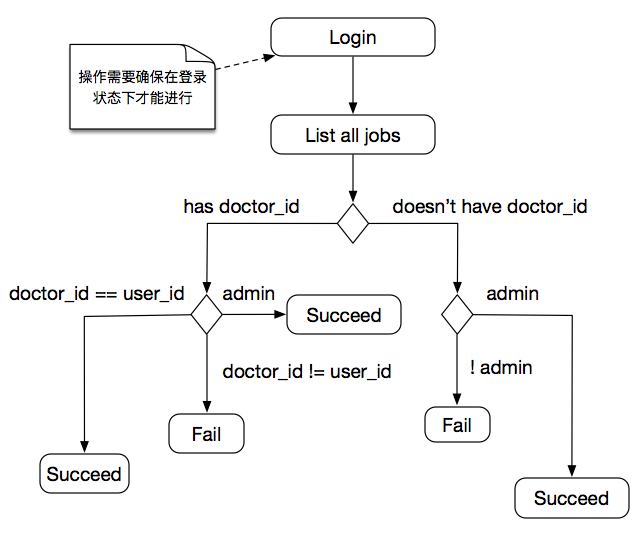 Login
操作需要确保在登录
状态下才能进行
List all jobs
has doctor_id
doesn't have doctor_id
doctor_id == user_id
admin
admin
Succeed
doctor_id != user_id
! admin
Fail
Fail
Succeed
Succeed